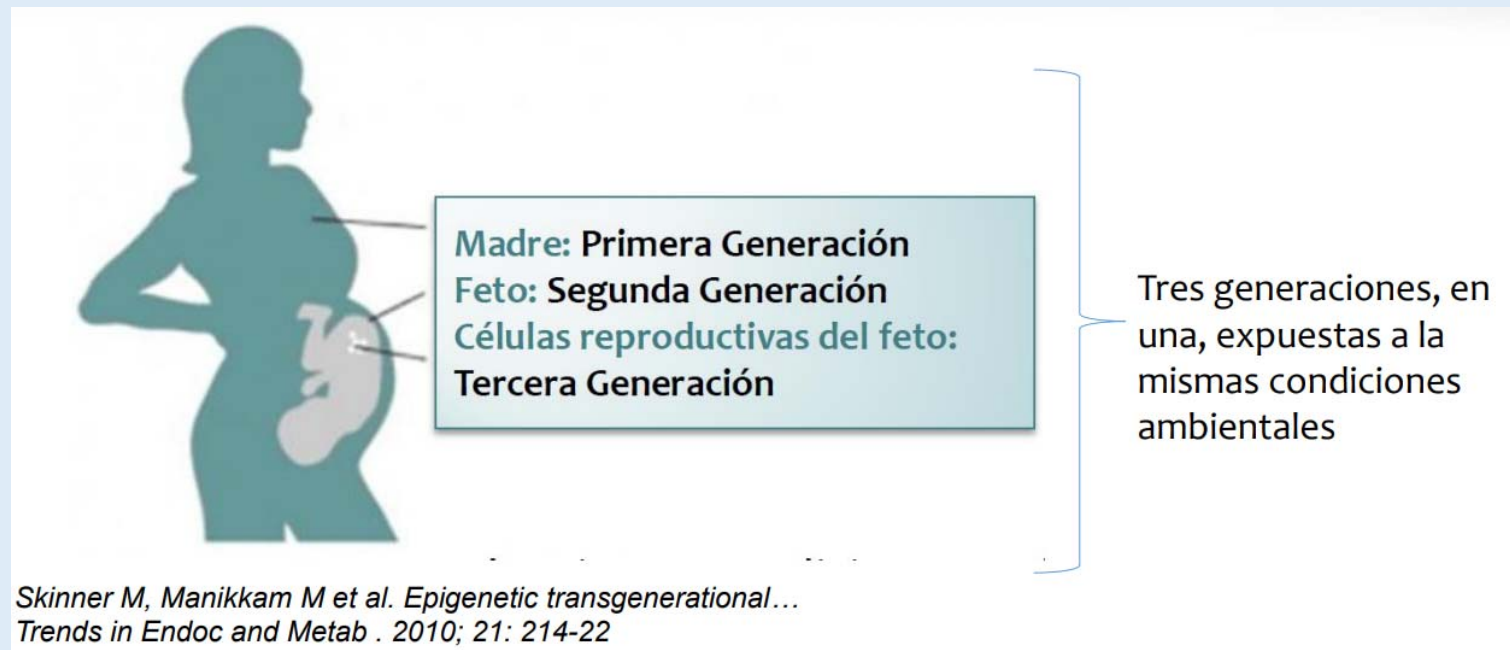 Madre: Primera Generación
Feto: Segunda Generación
Células reproductivas del feto:
Tercera Generación
Tres generaciones, en
una, expuestas a la
mismas condiciones
ambientales
Skinner M, Manikkam M et al. Epigenetic transgenerational…
Trends in Endoc and Metab . 2010; 21: 214-22